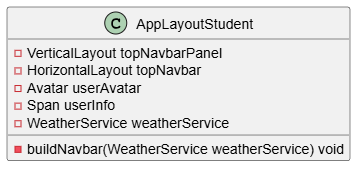 C AppLayoutStudent
VerticalLayout topNavbarPanel
HorizontalLayout topNavbar
Avatar userAvatar
Span userInfo
WeatherService weatherService
buildNavbar(WeatherService weatherService) void